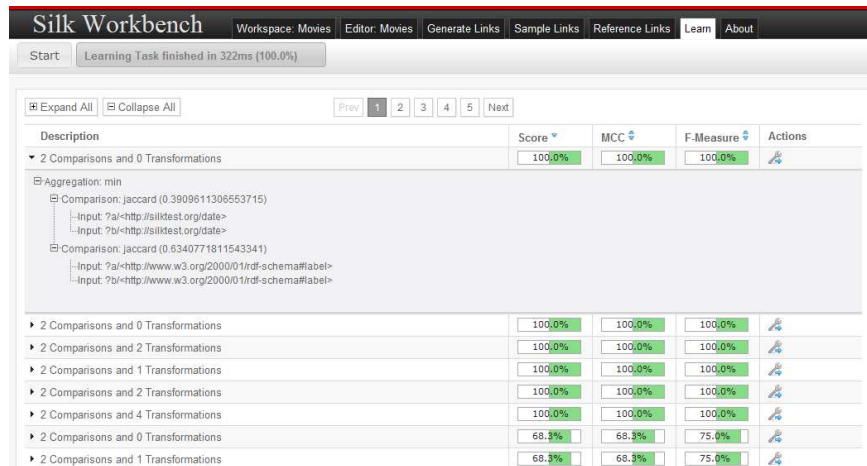 Silk Workbench
Workspace: Movies Editor: Movies Generate Links Sample Links Reference Links Learn About
Start Learning Task finished in 322ms (100.0%)
Expand All Collapse All Prev 1 2 3 4 5 Next
Description Score MCC F-Measure Actions
2 Comparisons and 0 Transformations 100.0% 100.0% 100.0%
Aggregation: min
Comparison: jaccard (0.3909611306553715)
Input: ?a/<http://silktest.org/date>
Input: ?b/<http://silktest.org/date>
Comparison: jaccard (0.6340771811543341)
Input: ?a/<http://www.w3.org/2000/01/rdf-schema#label>
Input: ?b/<http://www.w3.org/2000/01/rdf-schema#label>
2 Comparisons and 0 Transformations 100.0% 100.0% 100.0%
2 Comparisons and 2 Transformations 100.0% 100.0% 100.0%
2 Comparisons and 1 Transformations 100.0% 100.0% 100.0%
2 Comparisons and 2 Transformations 100.0% 100.0% 100.0%
2 Comparisons and 4 Transformations 100.0% 100.0% 100.0%
2 Comparisons and 0 Transformations 68.3% 68.3% 75.0%
2 Comparisons and 1 Transformations 68.3% 68.3% 75.0%